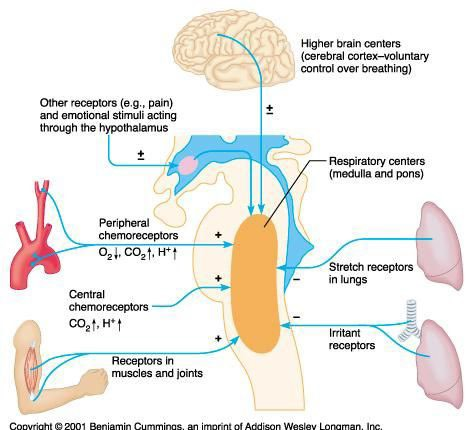 Higher brain centers
(cerebral cortex–voluntary
control over breathing)
±
Other receptors (e.g., pain)
and emotional stimuli acting
through the hypothalamus
±
Respiratory centers
(medulla and pons)
Peripheral
chemoreceptors
O₂↓, CO₂↑, H⁺↑
+
Stretch receptors
in lungs
–
Central
chemoreceptors
CO₂↑, H⁺↑
+
–
Irritant
receptors
Receptors in
muscles and joints
+
Copyright © 2001 Benjamin Cummings, an imprint of Addison Wesley Longman, Inc.